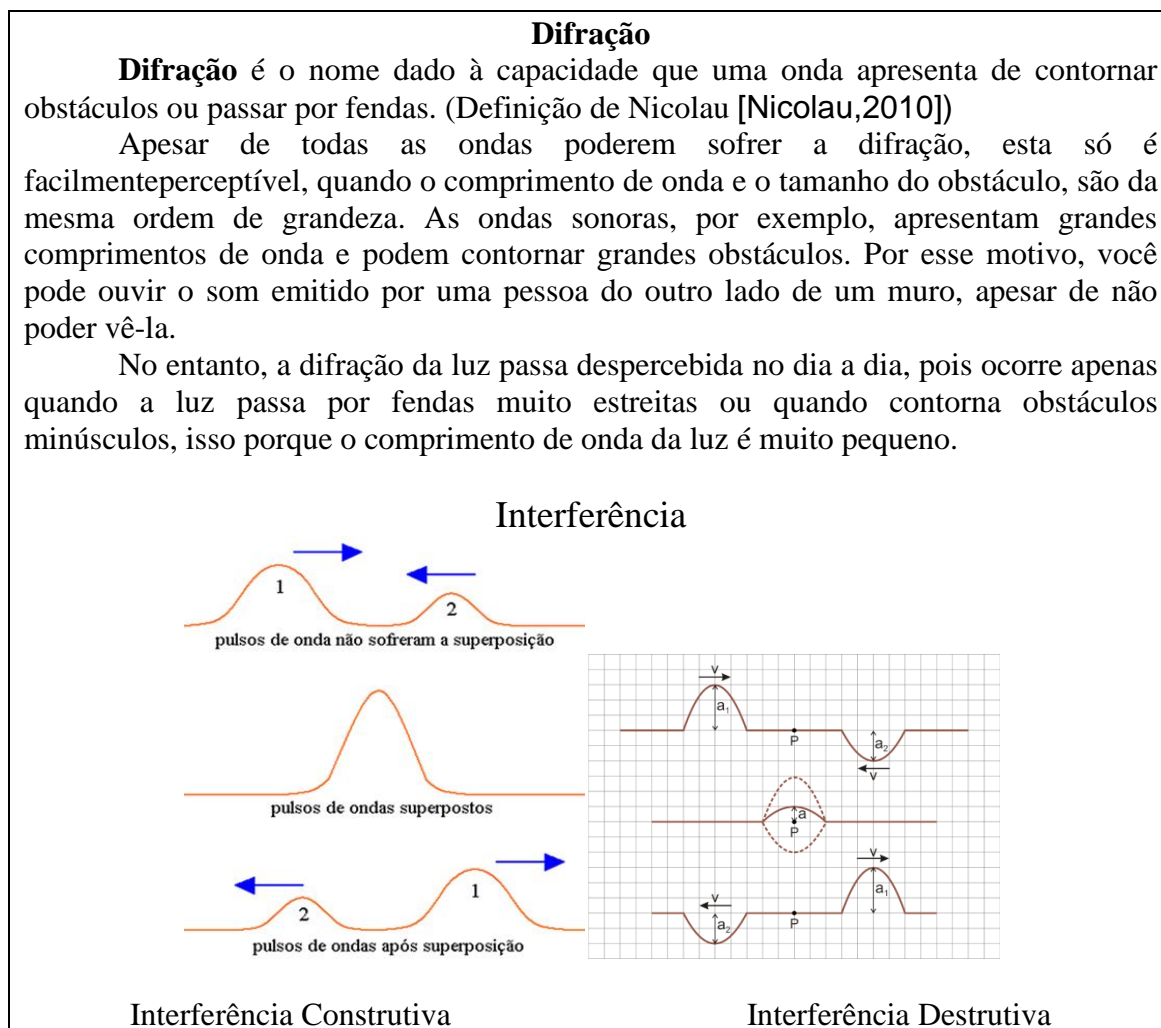 Difração
Difração é o nome dado à capacidade que uma onda apresenta de contornar
obstáculos ou passar por fendas. (Definição de Nicolau [Nicolau,2010])
Apesar de todas as ondas poderem sofrer a difração, esta só é
facilmenteperceptível, quando o comprimento de onda e o tamanho do obstáculo, são da
mesma ordem de grandeza. As ondas sonoras, por exemplo, apresentam grandes
comprimentos de onda e podem contornar grandes obstáculos. Por esse motivo, você
pode ouvir o som emitido por uma pessoa do outro lado de um muro, apesar de não
poder vê-la.
No entanto, a difração da luz passa despercebida no dia a dia, pois ocorre apenas
quando a luz passa por fendas muito estreitas ou quando contorna obstáculos
minúsculos, isso porque o comprimento de onda da luz é muito pequeno.
Interferência
1
2
pulsos de onda não sofreram a superposição
pulsos de ondas superpostos
2
1
pulsos de ondas após superposição
v
a₁
P
a₂
v
a
P
v
v
a₁
a₂
P
Interferência Construtiva
Interferência Destrutiva